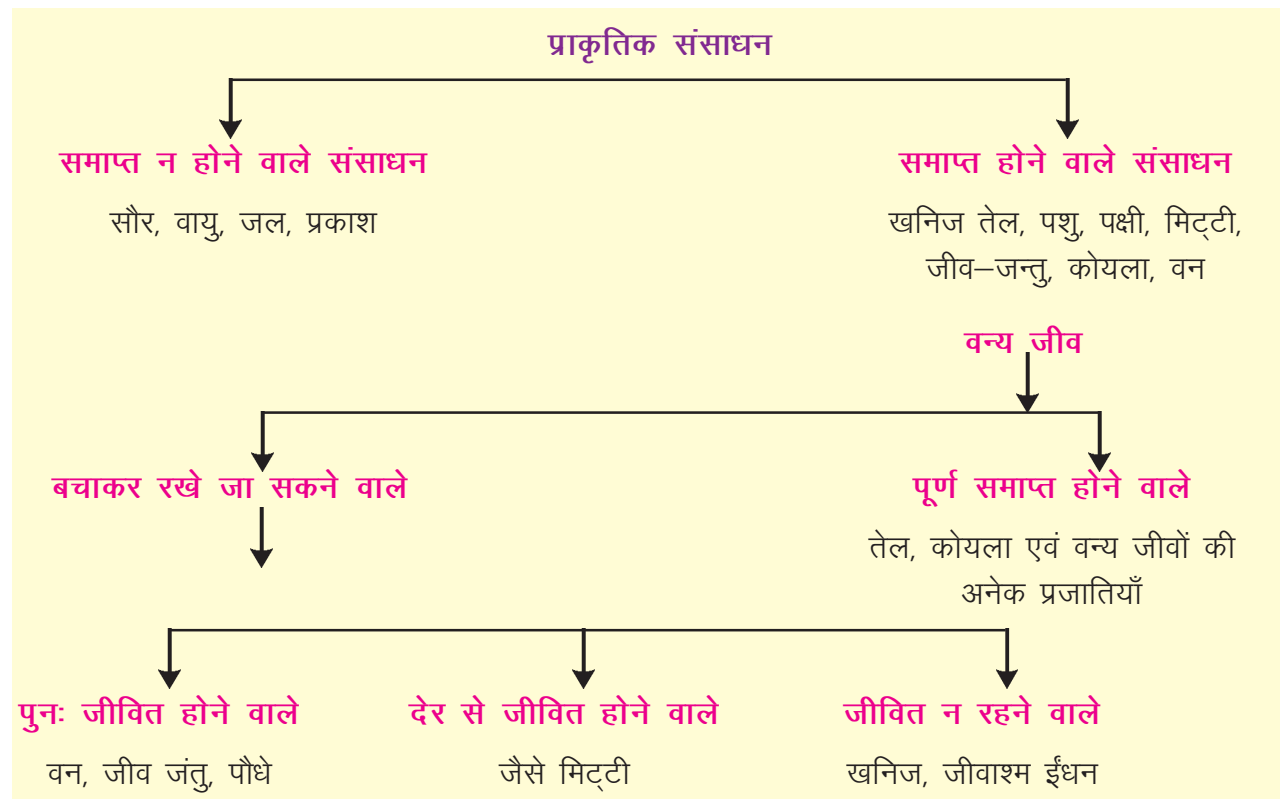 प्राकृतिक संसाधन
समाप्त न होने वाले संसाधन
सौर, वायु, जल, प्रकाश
समाप्त होने वाले संसाधन
खनिज तेल, पशु, पक्षी, मिट्टी,
जीव–जन्तु, कोयला, वन
वन्य जीव
बचाकर रखे जा सकने वाले
पूर्ण समाप्त होने वाले
तेल, कोयला एवं वन्य जीवों की
अनेक प्रजातियाँ
पुनः जीवित होने वाले
वन, जीव जंतु, पौधे
देर से जीवित होने वाले
जैसे मिट्टी
जीवित न रहने वाले
खनिज, जीवाश्म ईंधन